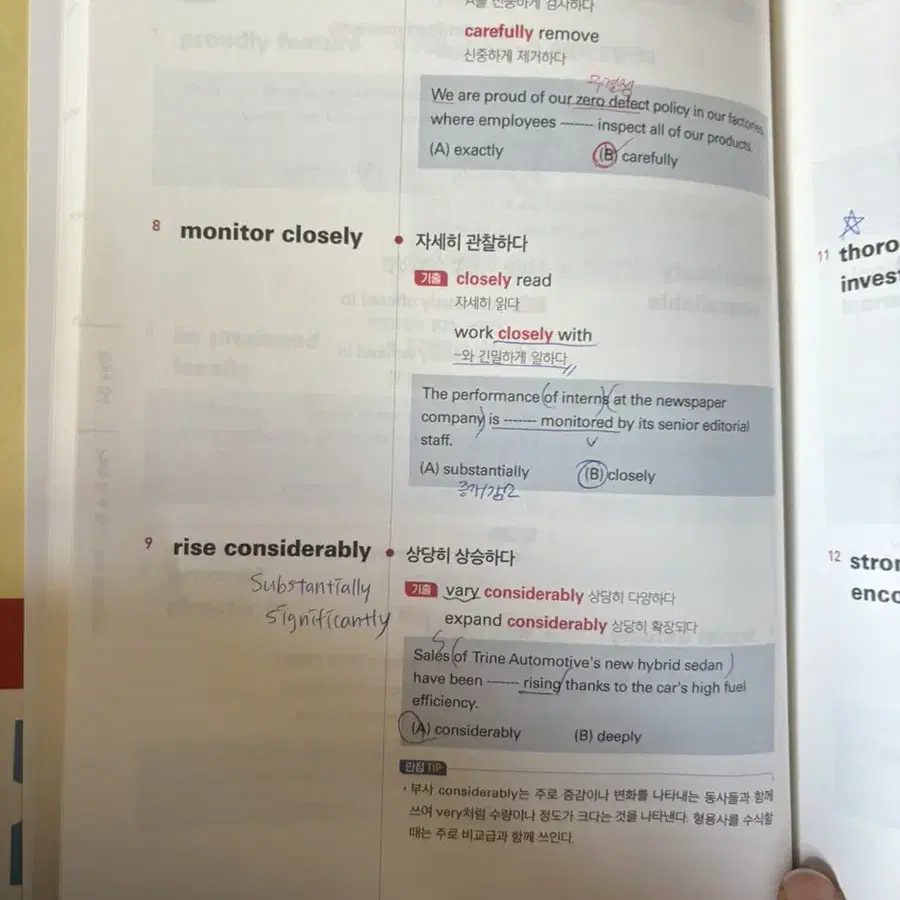 A를 신중하게 검사하다
carefully remove
신중하게 제거하다
무결점
We are proud of our zero defect policy in our factories,
where employees ------- inspect all of our products.
(A) exactly (B) carefully
8 monitor closely • 자세히 관찰하다
기출 closely read
자세히 읽다
work closely with
~와 긴밀하게 일하다
The performance of interns at the newspaper
company is ------- monitored by its senior editorial
staff.
(A) substantially (B) closely
증가/감소
9 rise considerably • 상당히 상승하다
Substantially
significantly
기출 vary considerably 상당히 다양하다
expand considerably 상당히 확장되다
S
Sales of Trine Automotive's new hybrid sedan
have been ------- rising thanks to the car's high fuel
efficiency.
(A) considerably (B) deeply
만점 TIP
• 부사 considerably는 주로 증감이나 변화를 나타내는 동사들과 함께
쓰여 very처럼 수량이나 정도가 크다는 것을 나타낸다. 형용사를 수식할
때는 주로 비교급과 함께 쓰인다.
11 thoro
inves
12 stron
enco